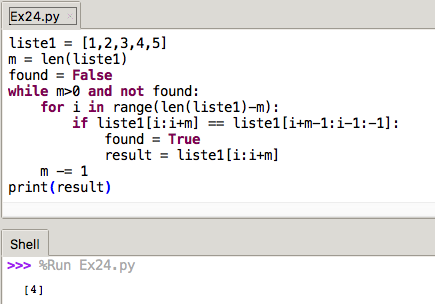 Ex24.py
liste1 = [1,2,3,4,5]
m = len(liste1)
found = False
while m>0 and not found:
    for i in range(len(liste1)-m):
        if liste1[i:i+m] == liste1[i+m-1:i-1:-1]:
            found = True
            result = liste1[i:i+m]
    m -= 1
print(result)
Shell
>>> %Run Ex24.py
[4]